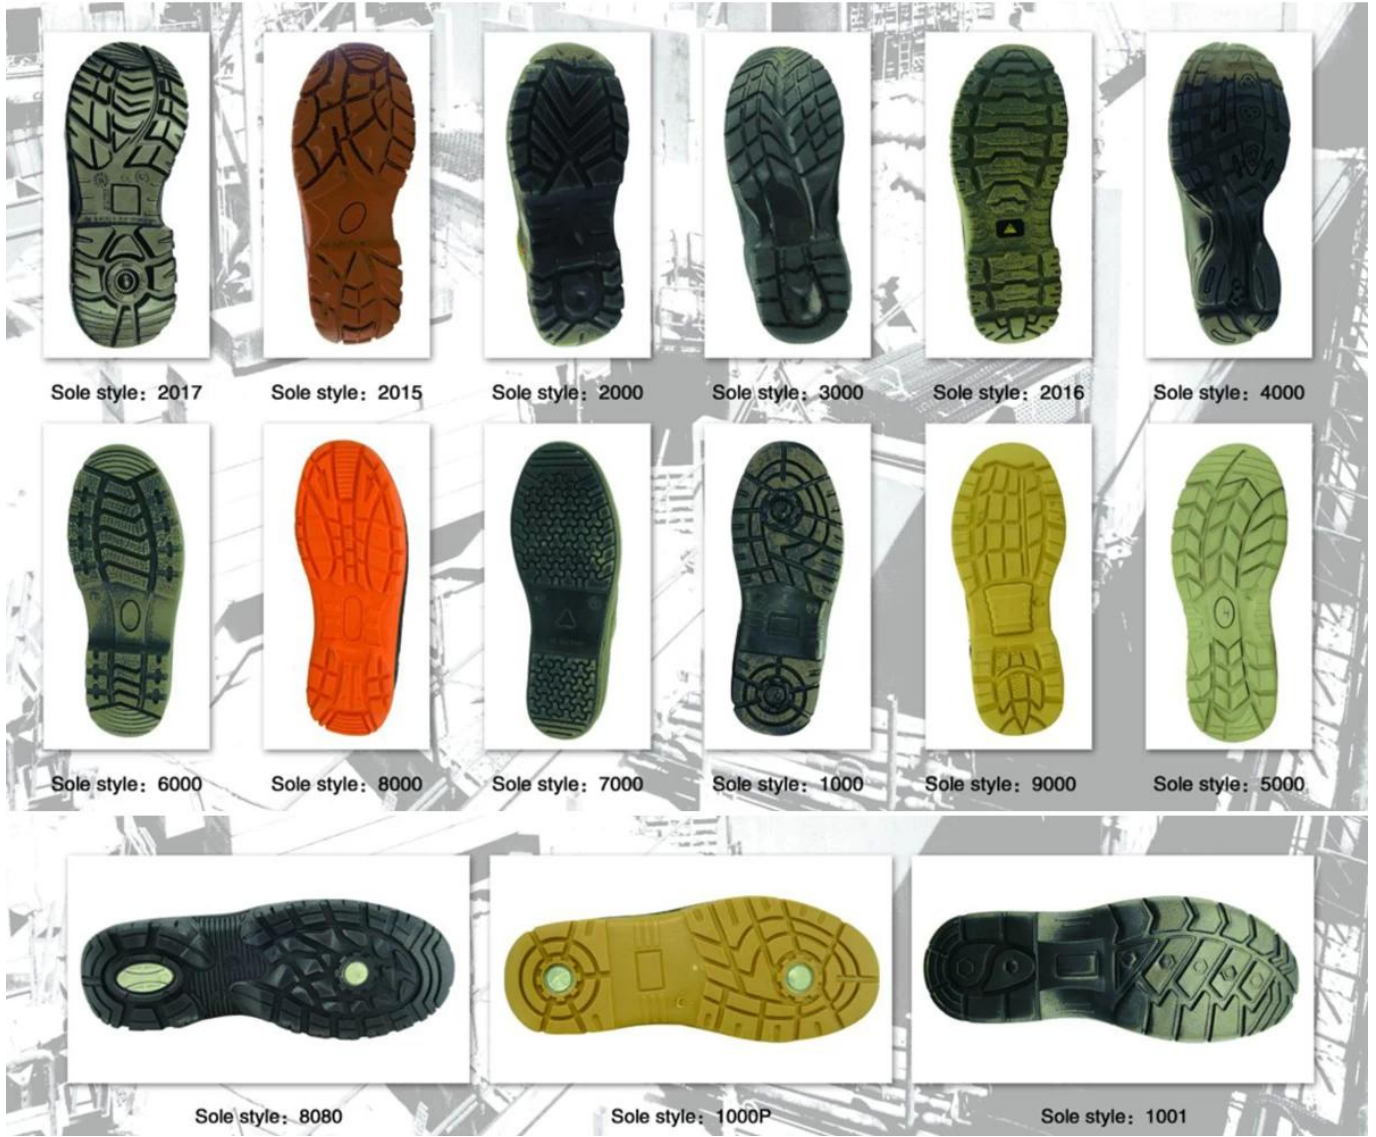 Sole style：2017
Sole style：2015
Sole style：2000
Sole style：3000
Sole style：2016
Sole style：4000
Sole style：6000
Sole style：8000
Sole style：7000
Sole style：1000
Sole style：9000
Sole style：5000
Sole style：8080
Sole style：1000P
Sole style：1001